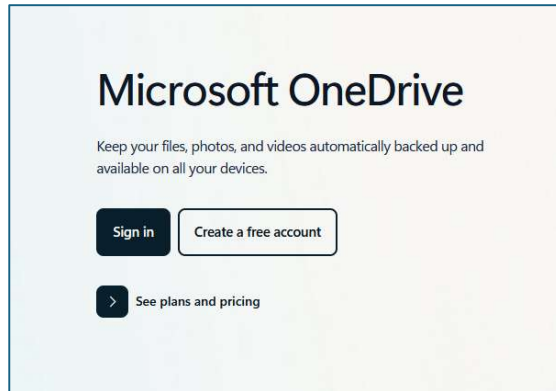 Microsoft OneDrive
Keep your files, photos, and videos automatically backed up and
available on all your devices.
Sign in
Create a free account
See plans and pricing